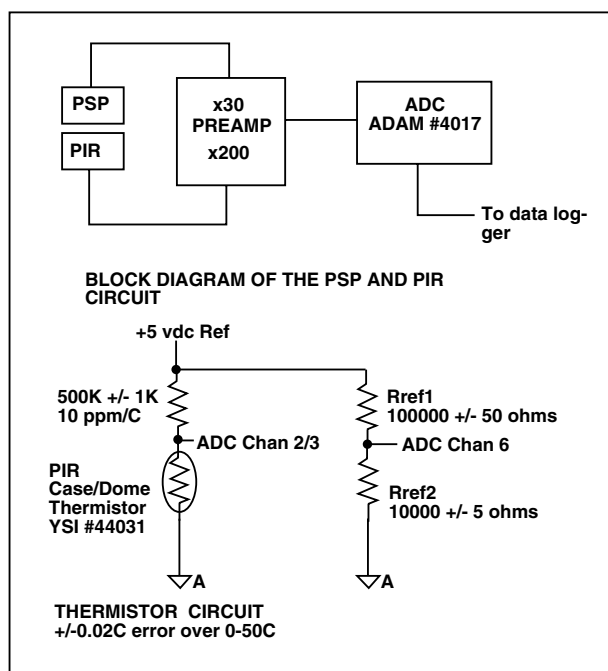 PSP
PIR
x30
PREAMP
x200
ADC
ADAM #4017
To data log-
ger
BLOCK DIAGRAM OF THE PSP AND PIR
CIRCUIT
+5 vdc Ref
500K +/- 1K
10 ppm/C
ADC Chan 2/3
PIR
Case/Dome
Thermistor
YSI #44031
A
Rref1
100000 +/- 50 ohms
ADC Chan 6
Rref2
10000 +/- 5 ohms
A
THERMISTOR CIRCUIT
+/-0.02C error over 0-50C